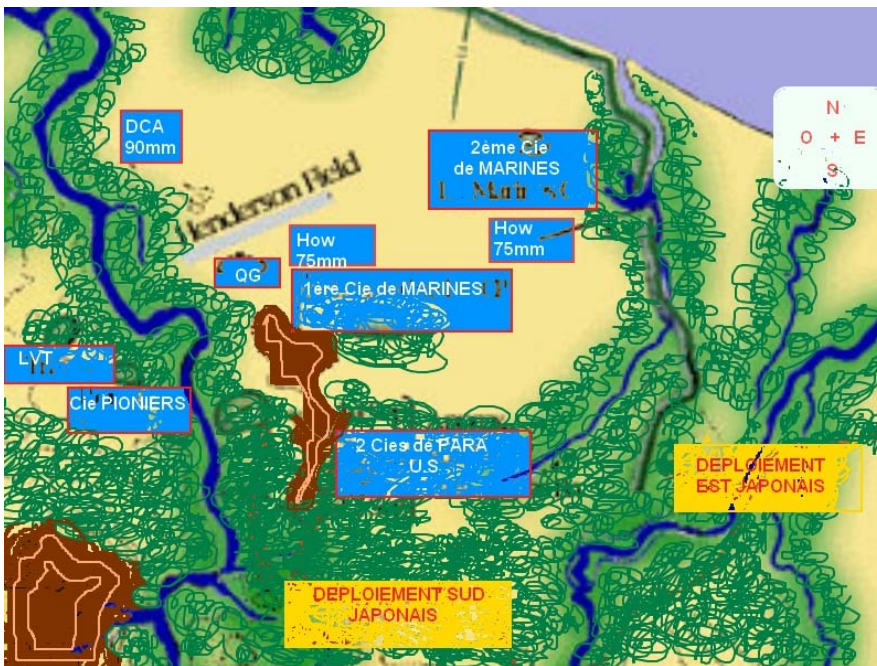 N
O + E
S
DCA
90mm
2ème Cie
de MARINES
Henderson Field
How
75mm
How
75mm
QG
1ère Cie de MARINES
LVT
Cie PIONIERS
2 Cies de PARA
U.S.
DEPLOIEMENT
EST JAPONAIS
DEPLOIEMENT SUD
JAPONAIS